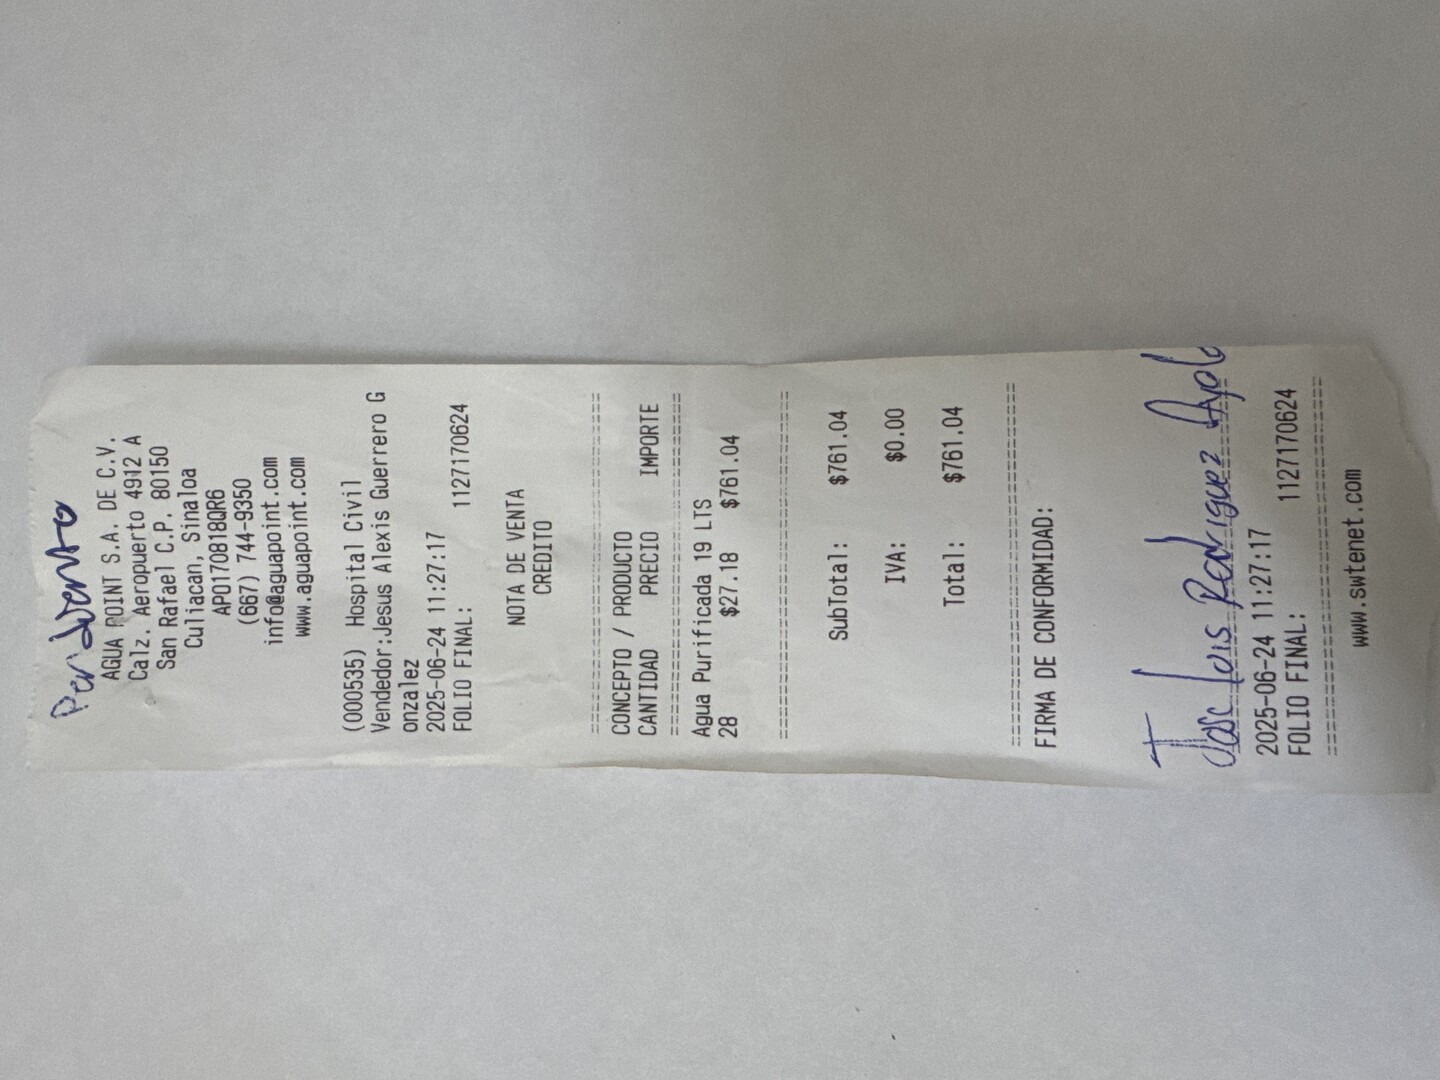 AGUA POINT S.A. DE C.V.
Calz. Aeropuerto 4912 A
San Rafael C.P. 80150
Culiacan, Sinaloa
APO170818QR6
(667) 744-9350
info@aguapoint.com
www.aguapoint.com
(000535) Hospital Civil
Vendedor:Jesus Alexis Guerrero G
onzalez
2025-06-24 11:27:17
FOLIO FINAL: 1127170624
NOTA DE VENTA
CREDITO
CONCEPTO / PRODUCTO
CANTIDAD PRECIO IMPORTE
Agua Purificada 19 LTS
28 $27.18 $761.04
SubTotal: $761.04
IVA: $0.00
Total: $761.04
FIRMA DE CONFORMIDAD:
Jose Luis Rodriguez
2025-06-24 11:27:17
FOLIO FINAL: 1127170624
www.swtenet.com